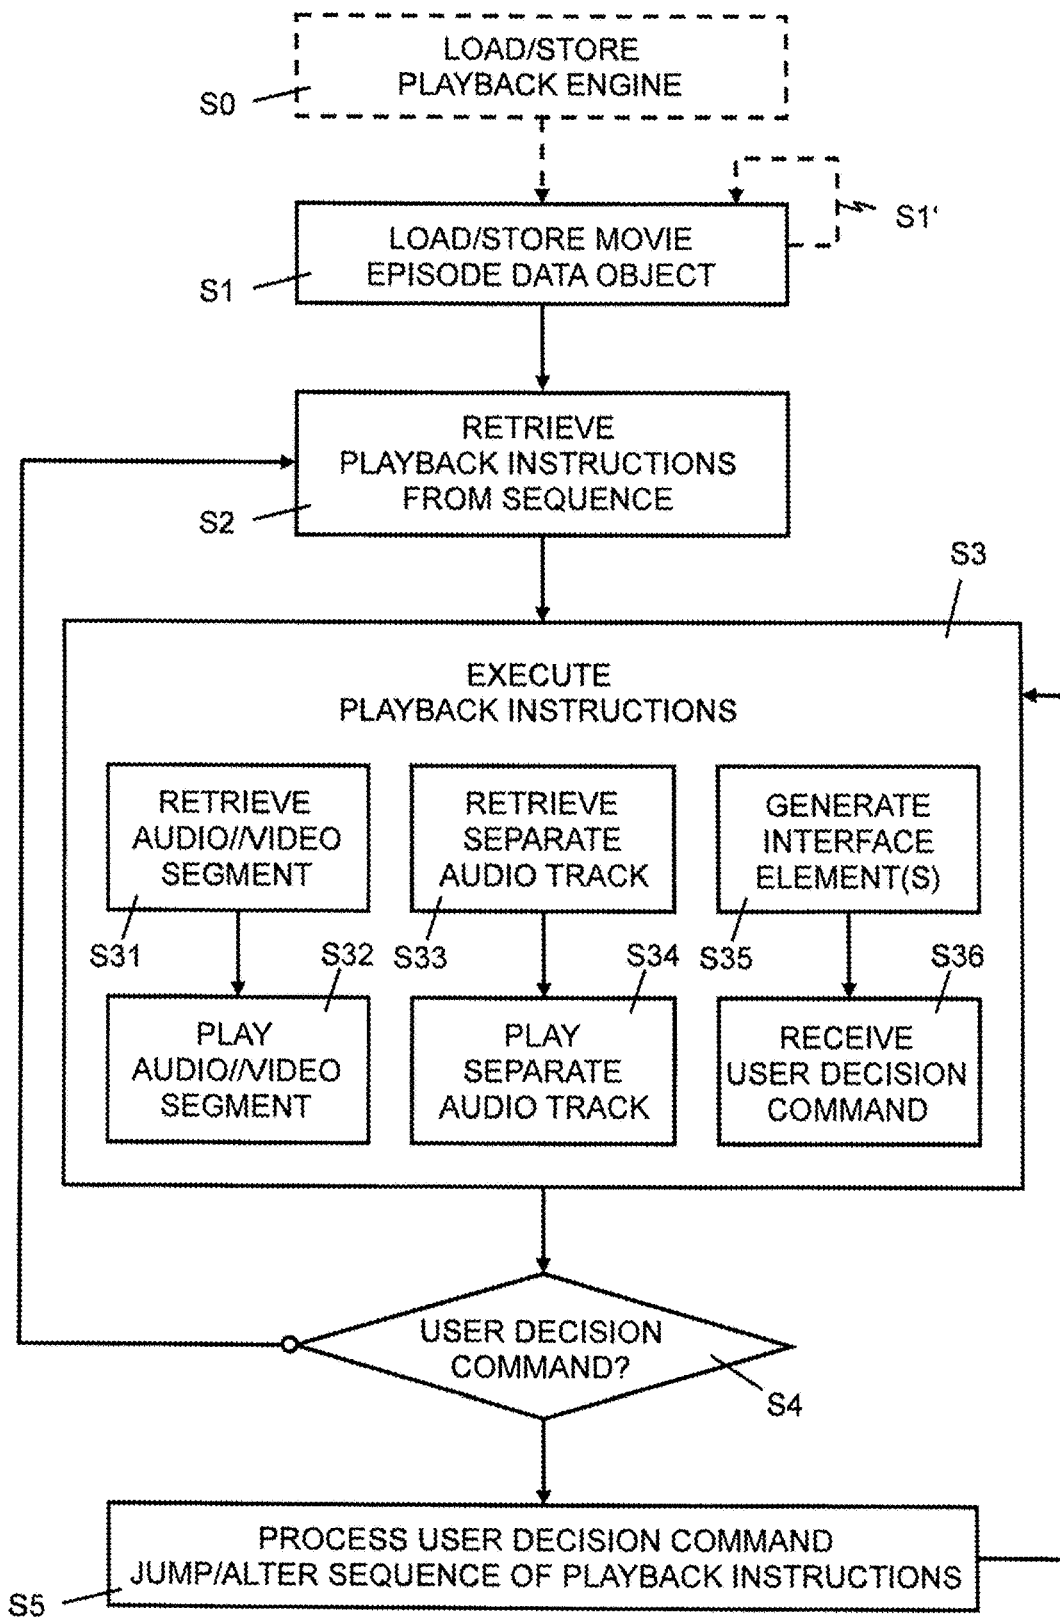 LOAD/STORE
PLAYBACK ENGINE
S0
S1'
LOAD/STORE MOVIE
EPISODE DATA OBJECT
S1
RETRIEVE
PLAYBACK INSTRUCTIONS
FROM SEQUENCE
S2
S3
EXECUTE
PLAYBACK INSTRUCTIONS
RETRIEVE
AUDIO//VIDEO
SEGMENT
S31
RETRIEVE
SEPARATE
AUDIO TRACK
S33
GENERATE
INTERFACE
ELEMENT(S)
S35
S32
PLAY
AUDIO//VIDEO
SEGMENT
S34
PLAY
SEPARATE
AUDIO TRACK
S36
RECEIVE
USER DECISION
COMMAND
USER DECISION
COMMAND?
S4
PROCESS USER DECISION COMMAND
JUMP/ALTER SEQUENCE OF PLAYBACK INSTRUCTIONS
S5